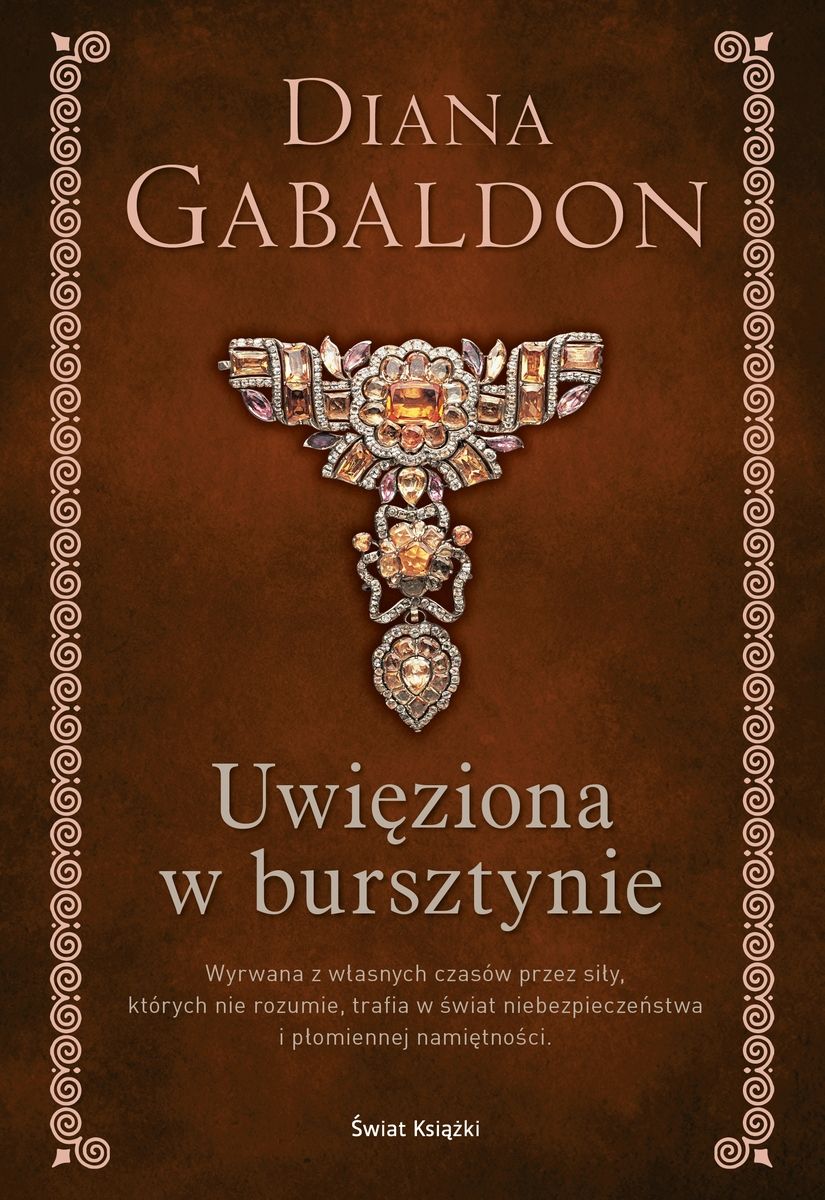 DIANA
GABALDON
Uwięziona
w bursztynie
Wyrwana z własnych czasów przez siły,
których nie rozumie, trafia w świat niebezpieczeństwa
i płomiennej namiętności.
Świat Książki